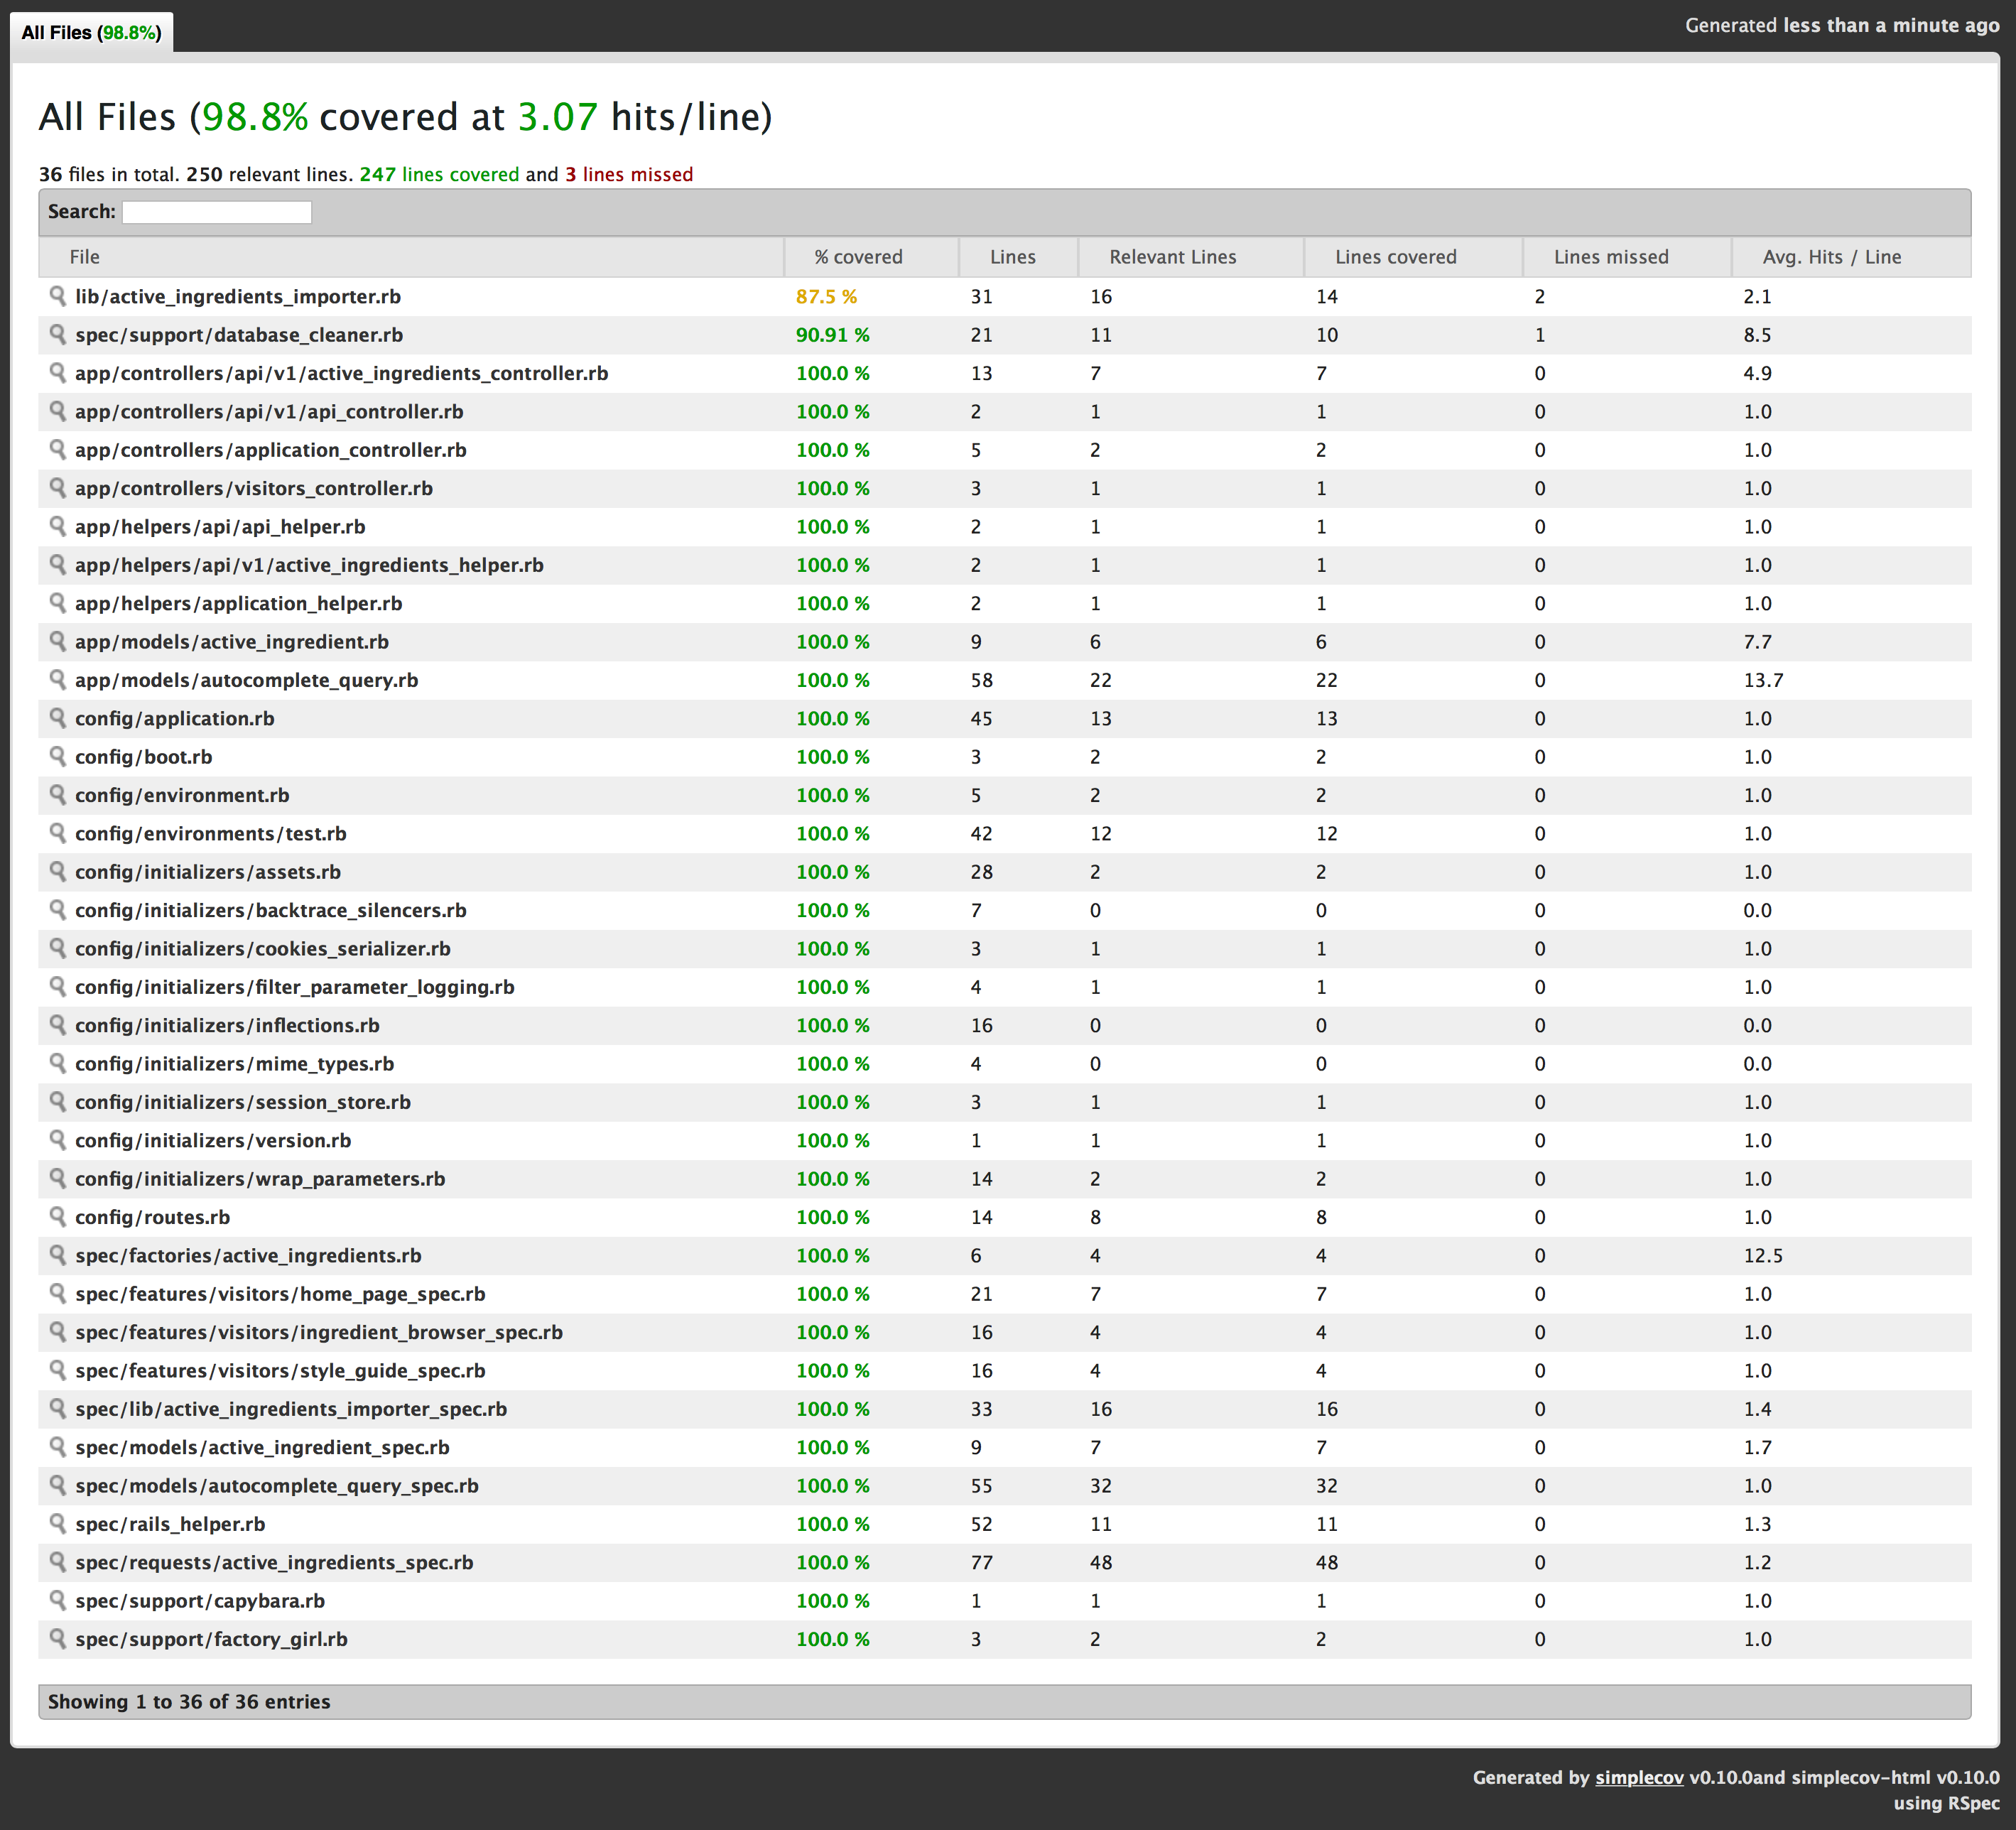 All Files (98.8%)
Generated less than a minute ago
All Files (98.8% covered at 3.07 hits/line)
36 files in total. 250 relevant lines. 247 lines covered and 3 lines missed
Search:
File % covered Lines Relevant Lines Lines covered Lines missed Avg. Hits / Line
lib/active_ingredients_importer.rb 87.5 % 31 16 14 2 2.1
spec/support/database_cleaner.rb 90.91 % 21 11 10 1 8.5
app/controllers/api/v1/active_ingredients_controller.rb 100.0 % 13 7 7 0 4.9
app/controllers/api/v1/api_controller.rb 100.0 % 2 1 1 0 1.0
app/controllers/application_controller.rb 100.0 % 5 2 2 0 1.0
app/controllers/visitors_controller.rb 100.0 % 3 1 1 0 1.0
app/helpers/api/api_helper.rb 100.0 % 2 1 1 0 1.0
app/helpers/api/v1/active_ingredients_helper.rb 100.0 % 2 1 1 0 1.0
app/helpers/application_helper.rb 100.0 % 2 1 1 0 1.0
app/models/active_ingredient.rb 100.0 % 9 6 6 0 7.7
app/models/autocomplete_query.rb 100.0 % 58 22 22 0 13.7
config/application.rb 100.0 % 45 13 13 0 1.0
config/boot.rb 100.0 % 3 2 2 0 1.0
config/environment.rb 100.0 % 5 2 2 0 1.0
config/environments/test.rb 100.0 % 42 12 12 0 1.0
config/initializers/assets.rb 100.0 % 28 2 2 0 1.0
config/initializers/backtrace_silencers.rb 100.0 % 7 0 0 0 0.0
config/initializers/cookies_serializer.rb 100.0 % 3 1 1 0 1.0
config/initializers/filter_parameter_logging.rb 100.0 % 4 1 1 0 1.0
config/initializers/inflections.rb 100.0 % 16 0 0 0 0.0
config/initializers/mime_types.rb 100.0 % 4 0 0 0 0.0
config/initializers/session_store.rb 100.0 % 3 1 1 0 1.0
config/initializers/version.rb 100.0 % 1 1 1 0 1.0
config/initializers/wrap_parameters.rb 100.0 % 14 2 2 0 1.0
config/routes.rb 100.0 % 14 8 8 0 1.0
spec/factories/active_ingredients.rb 100.0 % 6 4 4 0 12.5
spec/features/visitors/home_page_spec.rb 100.0 % 21 7 7 0 1.0
spec/features/visitors/ingredient_browser_spec.rb 100.0 % 16 4 4 0 1.0
spec/features/visitors/style_guide_spec.rb 100.0 % 16 4 4 0 1.0
spec/lib/active_ingredients_importer_spec.rb 100.0 % 33 16 16 0 1.4
spec/models/active_ingredient_spec.rb 100.0 % 9 7 7 0 1.7
spec/models/autocomplete_query_spec.rb 100.0 % 55 32 32 0 1.0
spec/rails_helper.rb 100.0 % 52 11 11 0 1.3
spec/requests/active_ingredients_spec.rb 100.0 % 77 48 48 0 1.2
spec/support/capybara.rb 100.0 % 1 1 1 0 1.0
spec/support/factory_girl.rb 100.0 % 3 2 2 0 1.0
Showing 1 to 36 of 36 entries
Generated by simplecov v0.10.0and simplecov-html v0.10.0
using RSpec